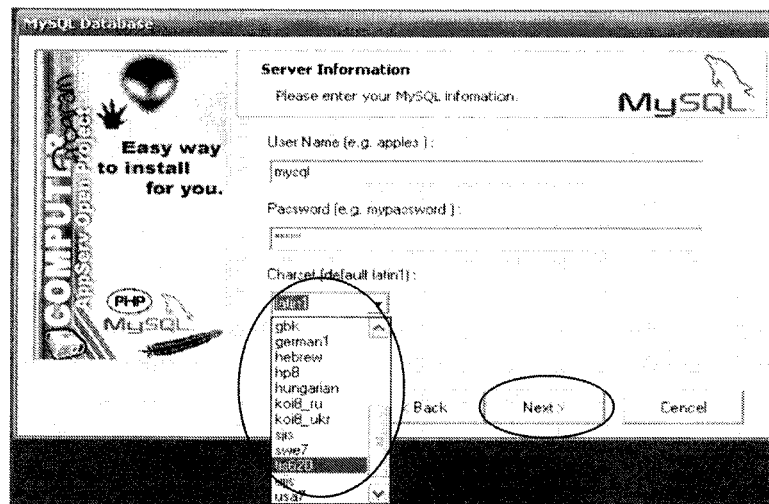 MySQL Database
Server Information
Please enter your MySQL infomation.
MySQL
Easy way
to install
for you.
AppServ Open Project
PHP
MySQL
User Name (e.g. apples ) :
mysql
Password (e.g. mypassword ) :
*****
Charset (default latin1) :
latin1
gbk
german1
hebrew
hp8
hungarian
koi8_ru
koi8_ukr
sjis
swe7
tis620
ujis
usa7
Back
Next >
Cencel